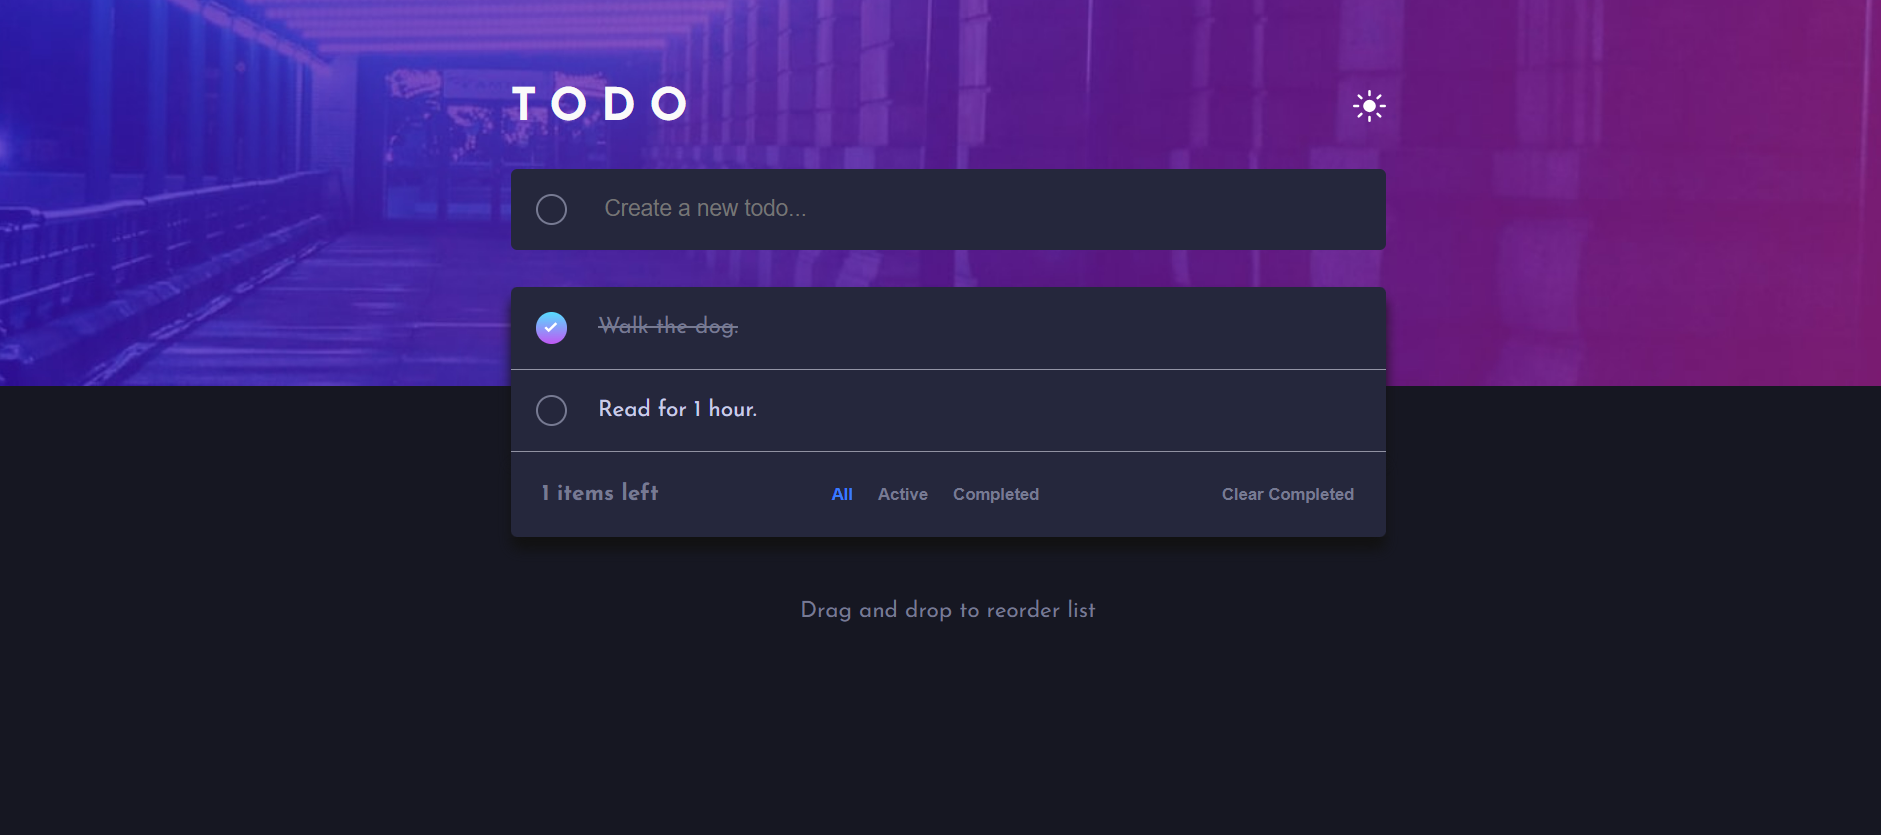 TODO
Create a new todo...
Walk the dog.
Read for 1 hour.
1 items left All Active Completed Clear Completed
Drag and drop to reorder list